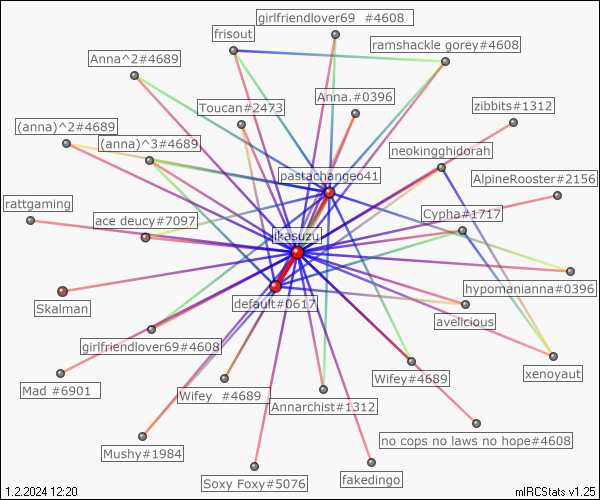 girlfriendlover69 #4608
frisout
ramshackle gorey#4608
Anna^2#4689
Toucan#2473
Anna.#0396
zibbits#1312
(anna)^2#4689
(anna)^3#4689
neokingghidorah
pastachangeo41
AlpineRooster#2156
rattgaming
ace deucy#7097
Cypha#1717
ikasuzu
hypomanianna#0396
Skalman
default#0617
avelicious
girlfriendlover69#4608
xenoyaut
Mad #6901
Wifey #4689
Wifey#4689
Annarchist#1312
no cops no laws no hope#4608
Mushy#1984
Soxy Foxy#5076
fakedingo
1.2.2024 12:20
mIRCStats v1.25